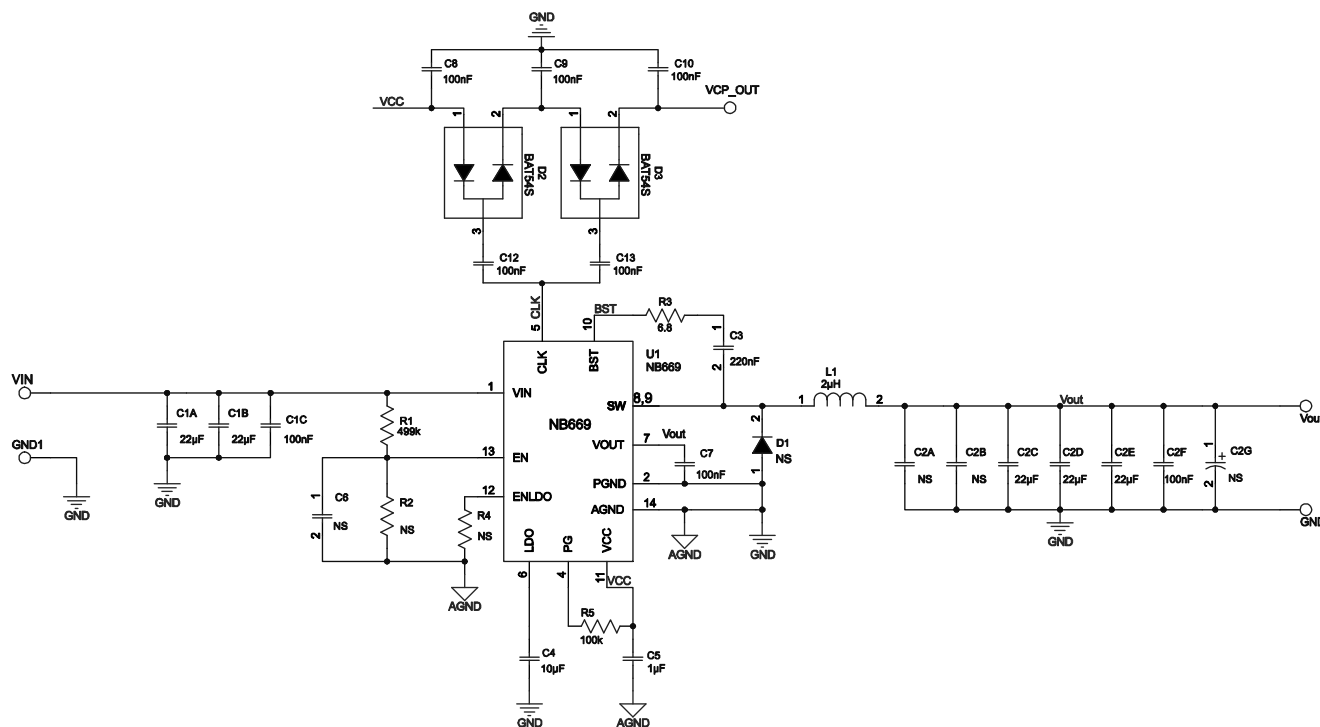 GND
C8
100nF
C9
100nF
C10
100nF
VCC
VCP_OUT
1
2
1
2
D2
BAT54S
D3
BAT54S
3
3
C12
100nF
C13
100nF
5
CLK
10
BST
R3
6.8
1
C3
220nF
2
U1
NB669
CLK
BST
VIN
1
VIN
8,9
SW
L1
2µH
1
2
Vout
Vou
C1A
22µF
C1B
22µF
C1C
100nF
R1
499k
NB669
VOUT
7
Vout
2
D1
NS
1
C7
100nF
C2A
NS
C2B
NS
C2C
22µF
C2D
22µF
C2E
22µF
C2F
100nF
1
+
C2G
NS
2
GND1
GND
GND
13
EN
PGND
2
12
ENLDO
AGND
14
GND
GND
1
C6
NS
2
R2
NS
R4
NS
LDO
PG
VCC
AGND
GND
AGND
6
4
11
VCC
R5
100k
C4
10µF
C5
1µF
GND
AGND